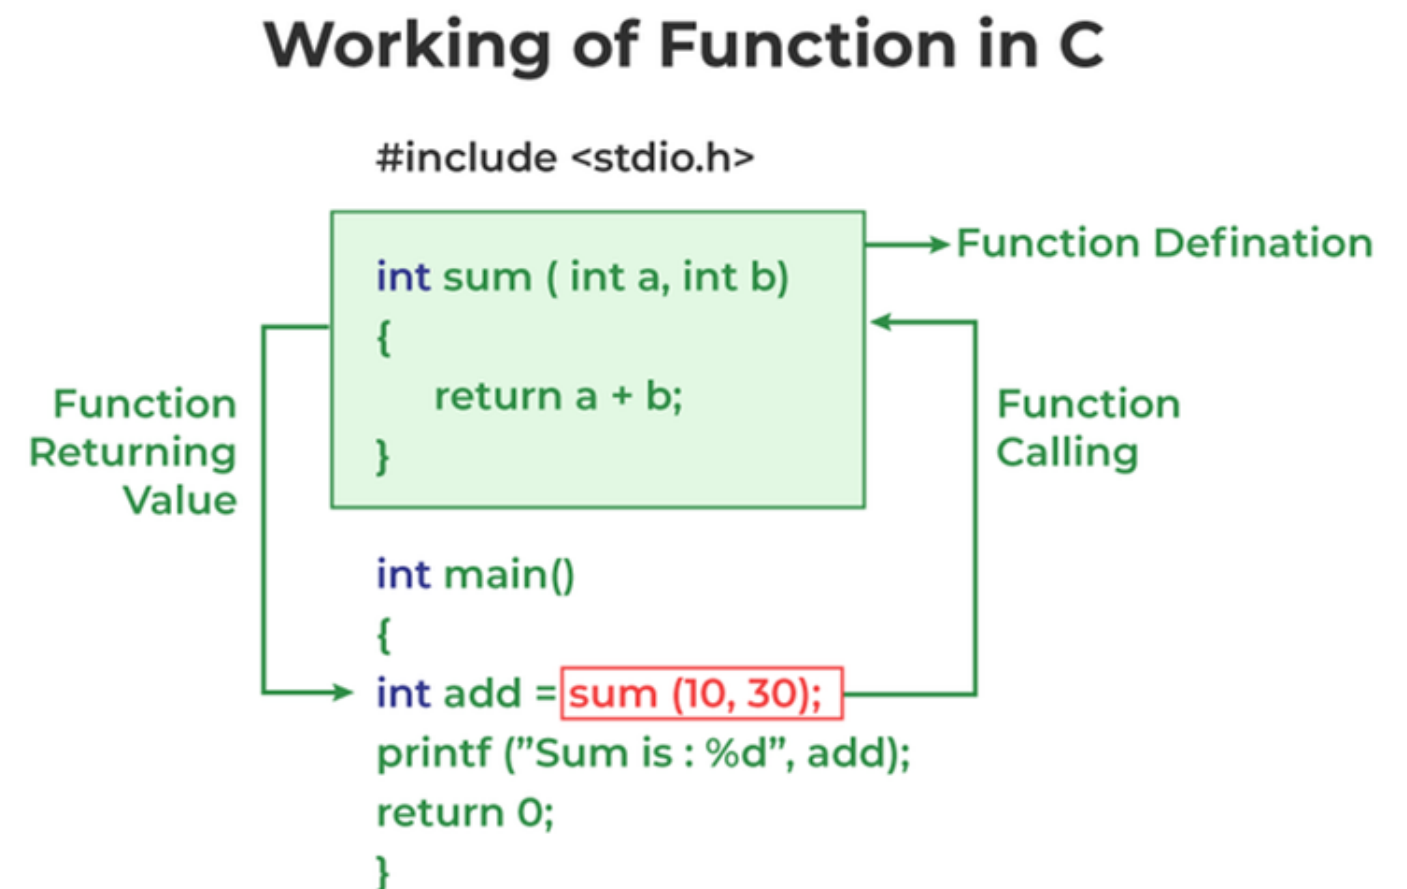 Working of Function in C
#include <stdio.h>
int sum ( int a, int b)
{
return a + b;
}
Function Defination
Function
Calling
Function
Returning
Value
int main()
{
int add = sum (10, 30);
printf (”Sum is : %d”, add);
return 0;
}